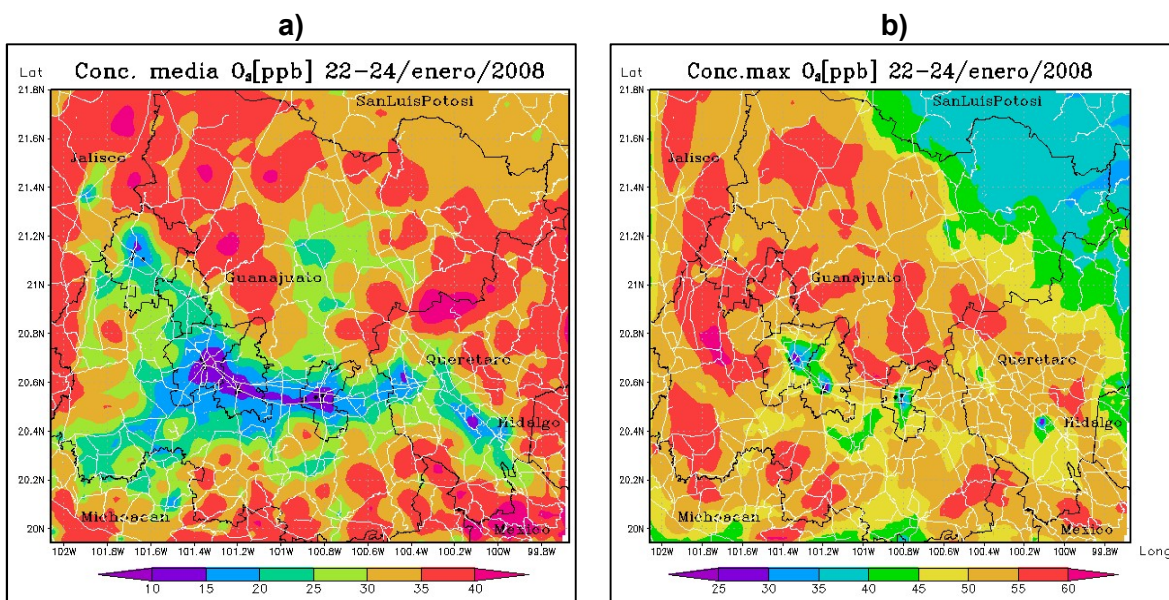 a)
Lat Conc. media O₃[ppb] 22-24/enero/2008
21.8N
SanLuisPotosi
21.6N
Jalisco
21.4N
21.2N
Guanajuato
21N
20.8N
Queretaro
20.6N
20.4N
Hidalgo
20.2N
Michoacan
20N
Mexico
102W 101.8W 101.6W 101.4W 101.2W 101W 100.8W 100.6W 100.4W 100.2W 100W 99.8W
10 15 20 25 30 35 40
b)
Lat Conc.max O₃[ppb] 22-24/enero/2008
21.8N
SanLuisPotosi
21.6N
Jalisco
21.4N
21.2N
Guanajuato
21N
20.8N
Queretaro
20.6N
20.4N
Hidalgo
20.2N
Michoacan
20N
Mexico
102W 101.8W 101.6W 101.4W 101.2W 101W 100.8W 100.6W 100.4W 100.2W 100W 99.8W Long
25 30 35 40 45 50 55 60